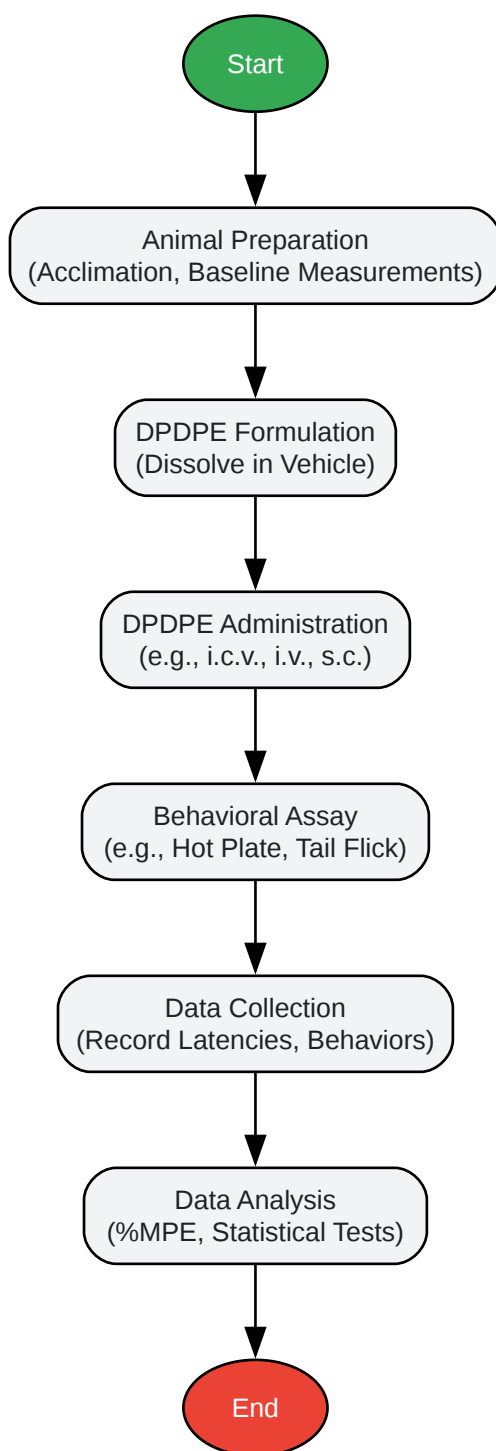 Start
Animal Preparation
(Acclimation, Baseline Measurements)
DPDPE Formulation
(Dissolve in Vehicle)
DPDPE Administration
(e.g., i.c.v., i.v., s.c.)
Behavioral Assay
(e.g., Hot Plate, Tail Flick)
Data Collection
(Record Latencies, Behaviors)
Data Analysis
(%MPE, Statistical Tests)
End